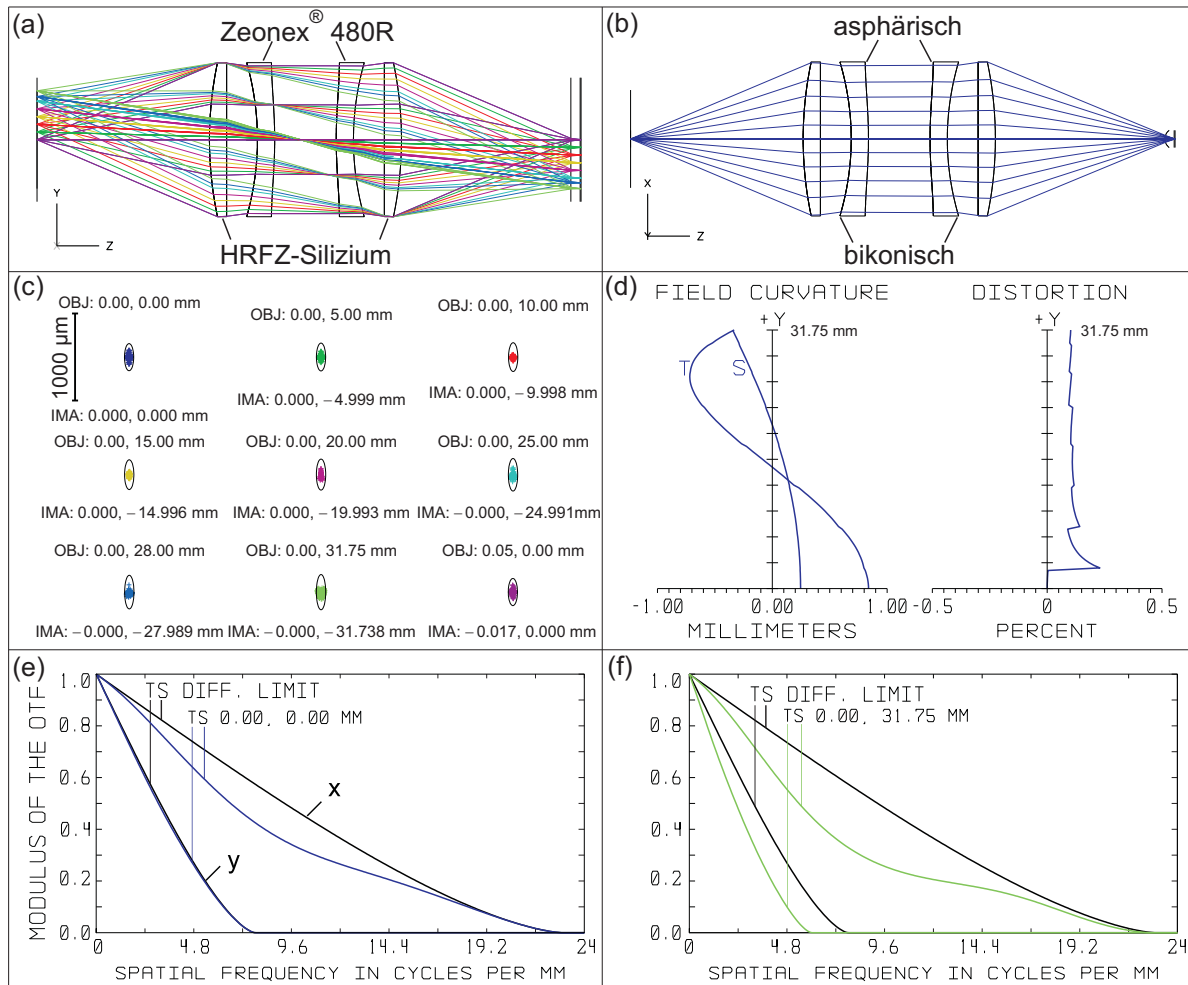 (a)
Zeonex® 480R
Y
X
Z
HRFZ-Silizium
(b)
asphärisch
X
X
Y
Z
bikonisch
(c)
OBJ: 0.00, 0.00 mm
OBJ: 0.00, 5.00 mm
OBJ: 0.00, 10.00 mm
1000 µm
IMA: 0.000, 0.000 mm
IMA: 0.000, −4.999 mm
IMA: 0.000, −9.998 mm
OBJ: 0.00, 15.00 mm
OBJ: 0.00, 20.00 mm
OBJ: 0.00, 25.00 mm
IMA: 0.000, −14.996 mm
IMA: 0.000, −19.993 mm
IMA: −0.000, −24.991mm
OBJ: 0.00, 28.00 mm
OBJ: 0.00, 31.75 mm
OBJ: 0.05, 0.00 mm
IMA: −0.000, −27.989 mm
IMA: −0.000, −31.738 mm
IMA: −0.017, 0.000 mm
(d)
FIELD CURVATURE
+Y
31.75 mm
T S
-1.00 0.00 1.00
MILLIMETERS
DISTORTION
+Y
31.75 mm
-0.5 0 0.5
PERCENT
(e)
MODULUS OF THE OTF
1.0
0.8
0.6
0.4
0.2
0.0
TS DIFF. LIMIT
TS 0.00, 0.00 MM
x
y
0 4.8 9.6 14.4 19.2 24
SPATIAL FREQUENCY IN CYCLES PER MM
(f)
1.0
0.8
0.6
0.4
0.2
0.0
TS DIFF. LIMIT
TS 0.00, 31.75 MM
0 4.8 9.6 14.4 19.2 24
SPATIAL FREQUENCY IN CYCLES PER MM